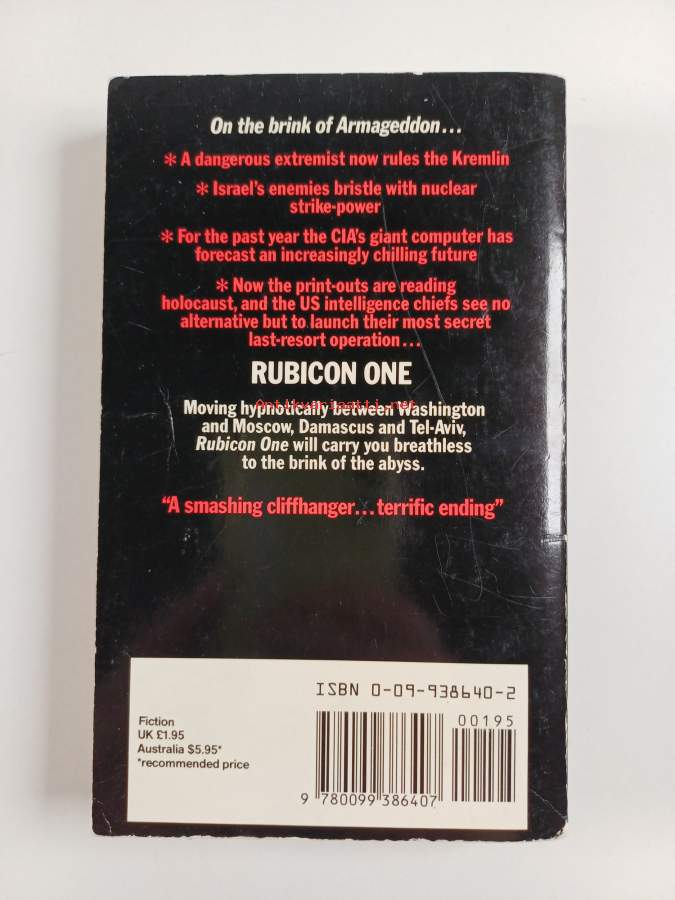 On the brink of Armageddon...
* A dangerous extremist now rules the Kremlin
* Israel's enemies bristle with nuclear
strike-power
* For the past year the CIA's giant computer has
forecast an increasingly chilling future
* Now the print-outs are reading
holocaust, and the US intelligence chiefs see no
alternative but to launch their most secret
last-resort operation...
RUBICON ONE
Antikvariaatti.net
Moving hypnotically between Washington
and Moscow, Damascus and Tel-Aviv,
Rubicon One will carry you breathless
to the brink of the abyss.
"A smashing cliffhanger...terrific ending"
ISBN 0-09-938640-2
00195
Fiction
UK £1.95
Australia $5.95*
*recommended price
9 780099 386407